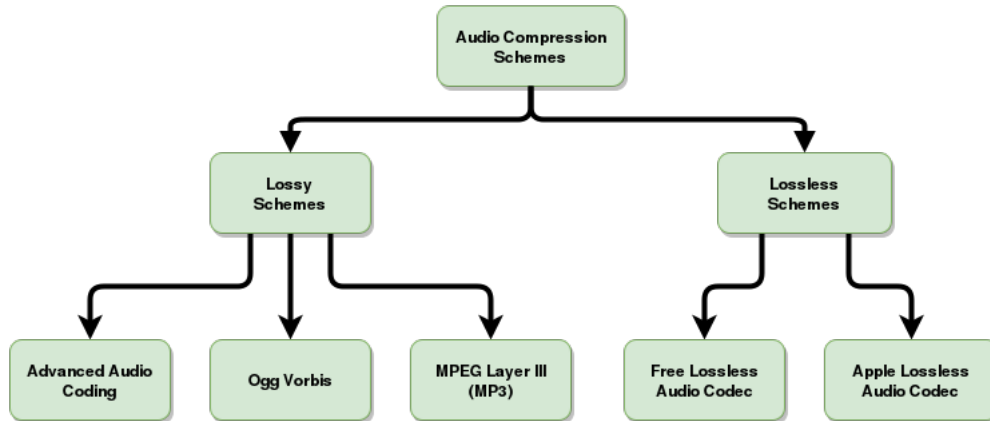 Audio Compression
Schemes
Lossy
Schemes
Lossless
Schemes
Advanced Audio
Coding
Ogg Vorbis
MPEG Layer III
(MP3)
Free Lossless
Audio Codec
Apple Lossless
Audio Codec